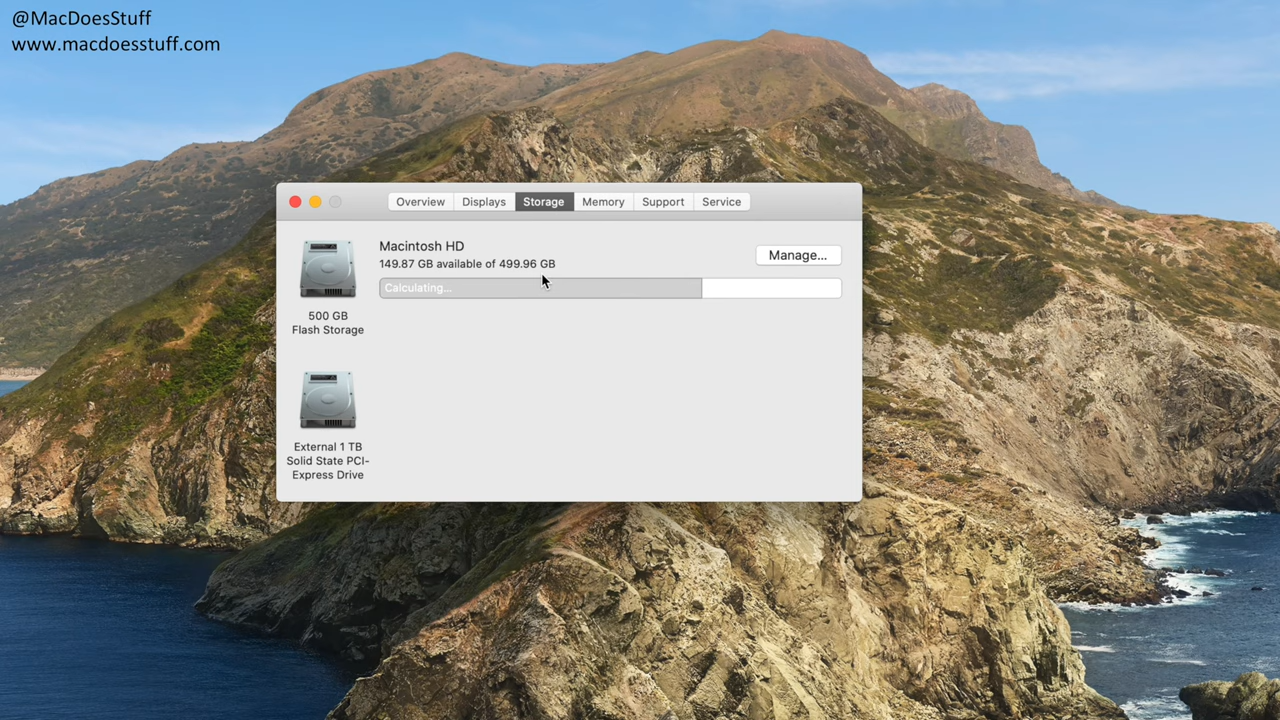 @MacDoesStuff
www.macdoesstuff.com
Overview
Displays
Storage
Memory
Support
Service
Macintosh HD
149.87 GB available of 499.96 GB
Manage...
Calculating...
500 GB
Flash Storage
External 1 TB
Solid State PCI-
Express Drive